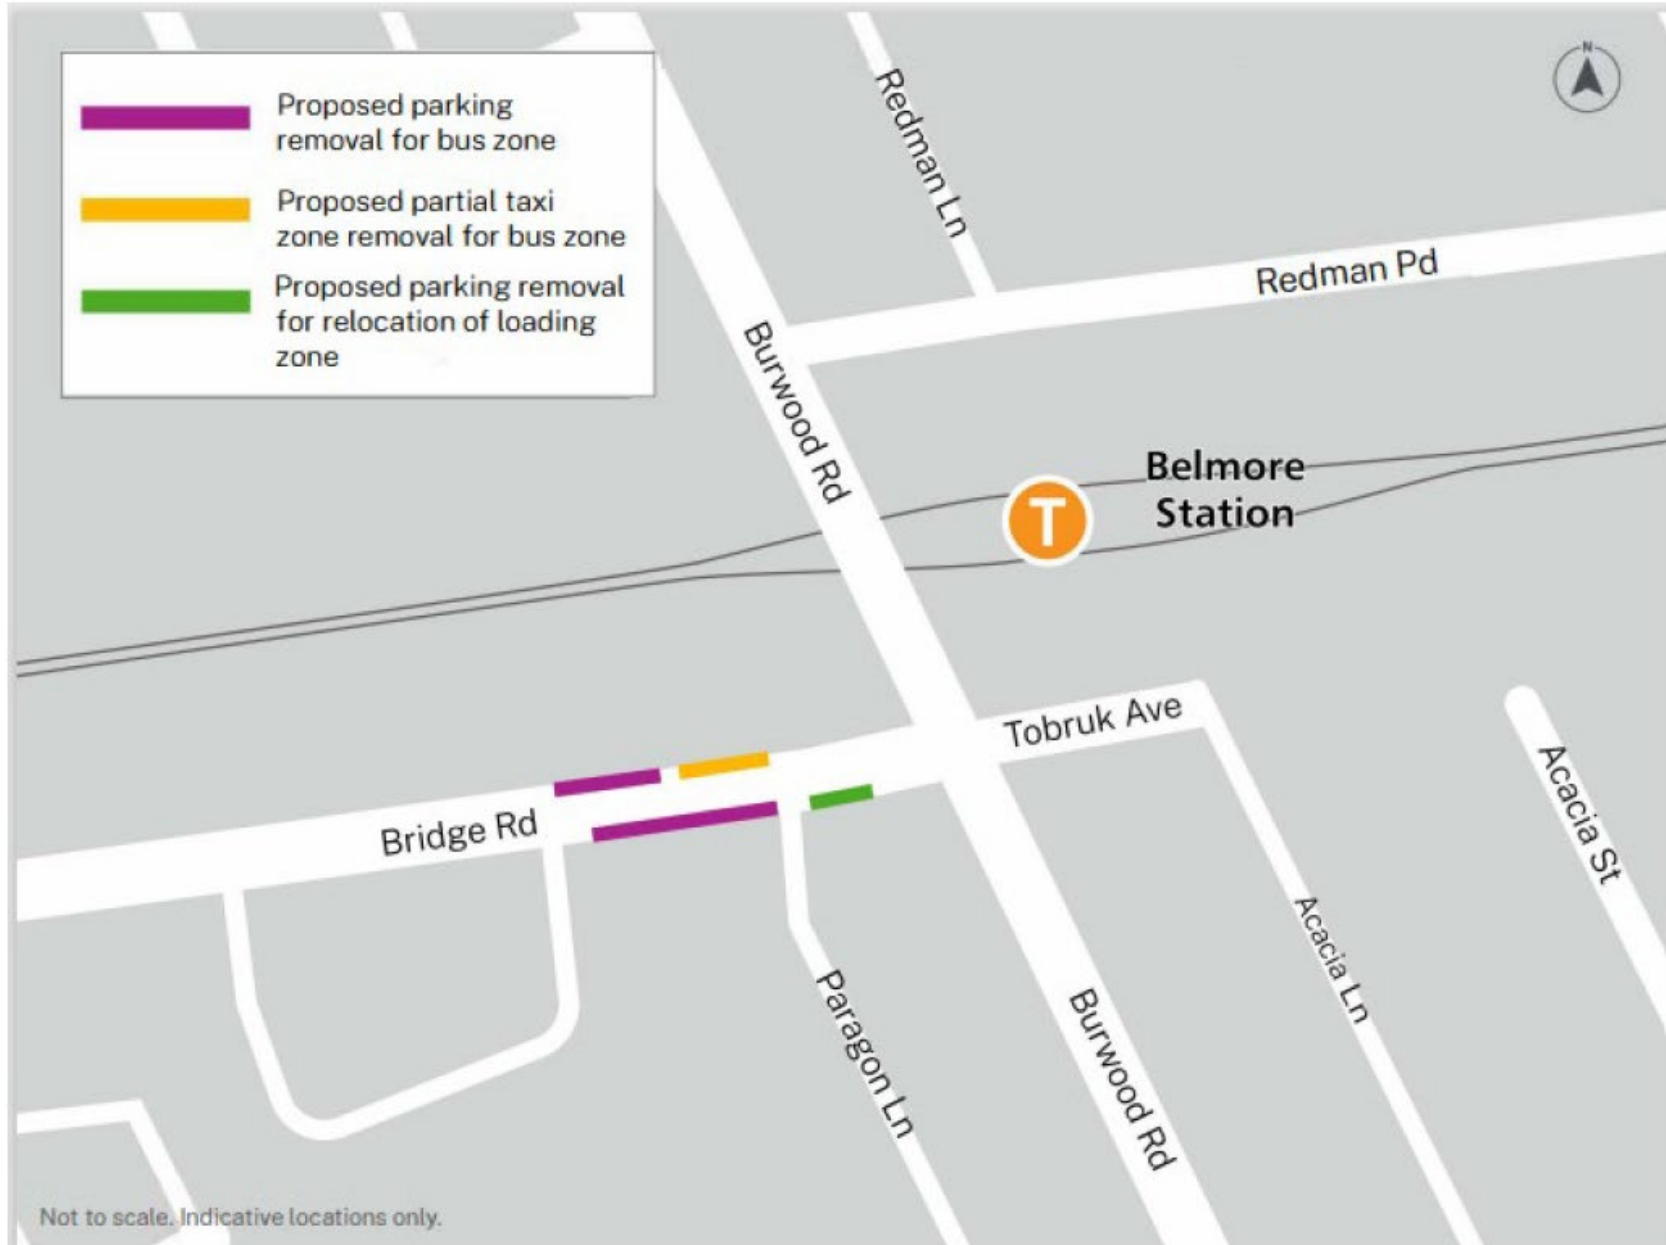 Proposed parking
removal for bus zone
Proposed partial taxi
zone removal for bus zone
Proposed parking removal
for relocation of loading
zone
N
Redman Ln
Redman Pd
Burwood Rd
Belmore
Station
T
Tobruk Ave
Bridge Rd
Acacia St
Acacia Ln
Paragon Ln
Burwood Rd
Not to scale. Indicative locations only.